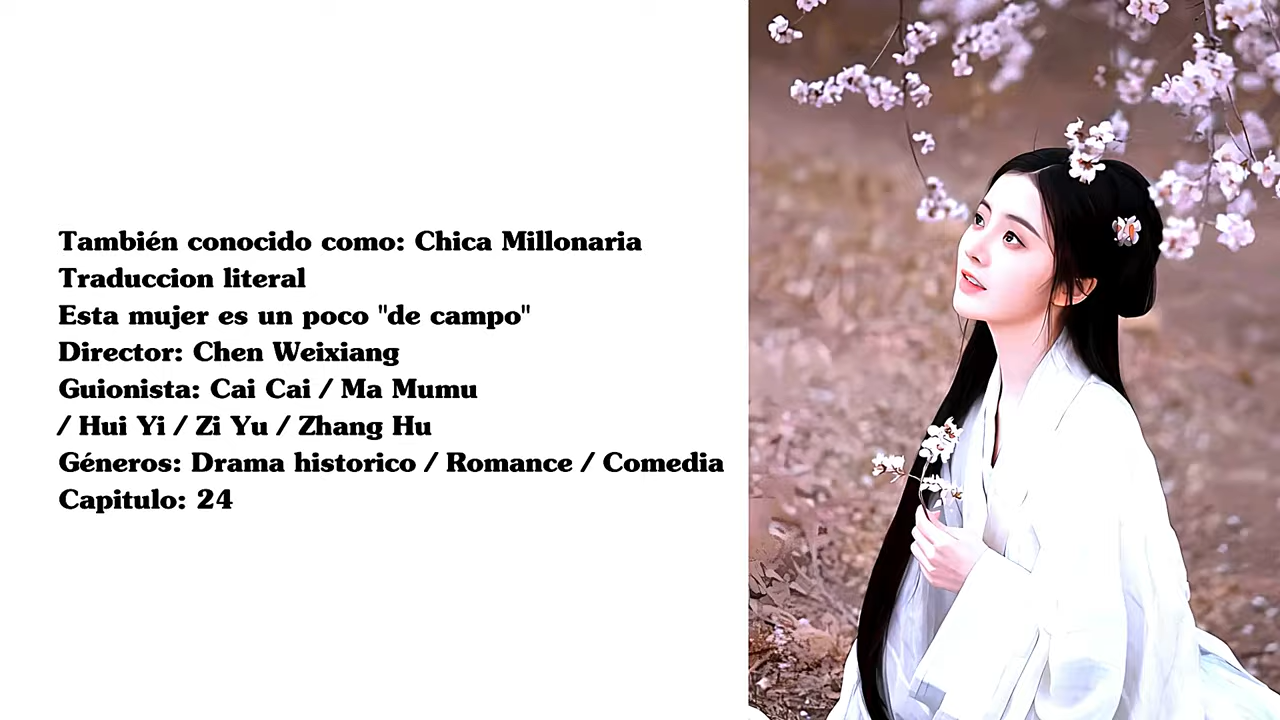 También conocido como: Chica Millonaria
Traduccion literal
Esta mujer es un poco "de campo"
Director: Chen Weixiang
Guionista: Cai Cai / Ma Mumu
/ Hui Yi / Zi Yu / Zhang Hu
Géneros: Drama historico / Romance / Comedia
Capitulo: 24